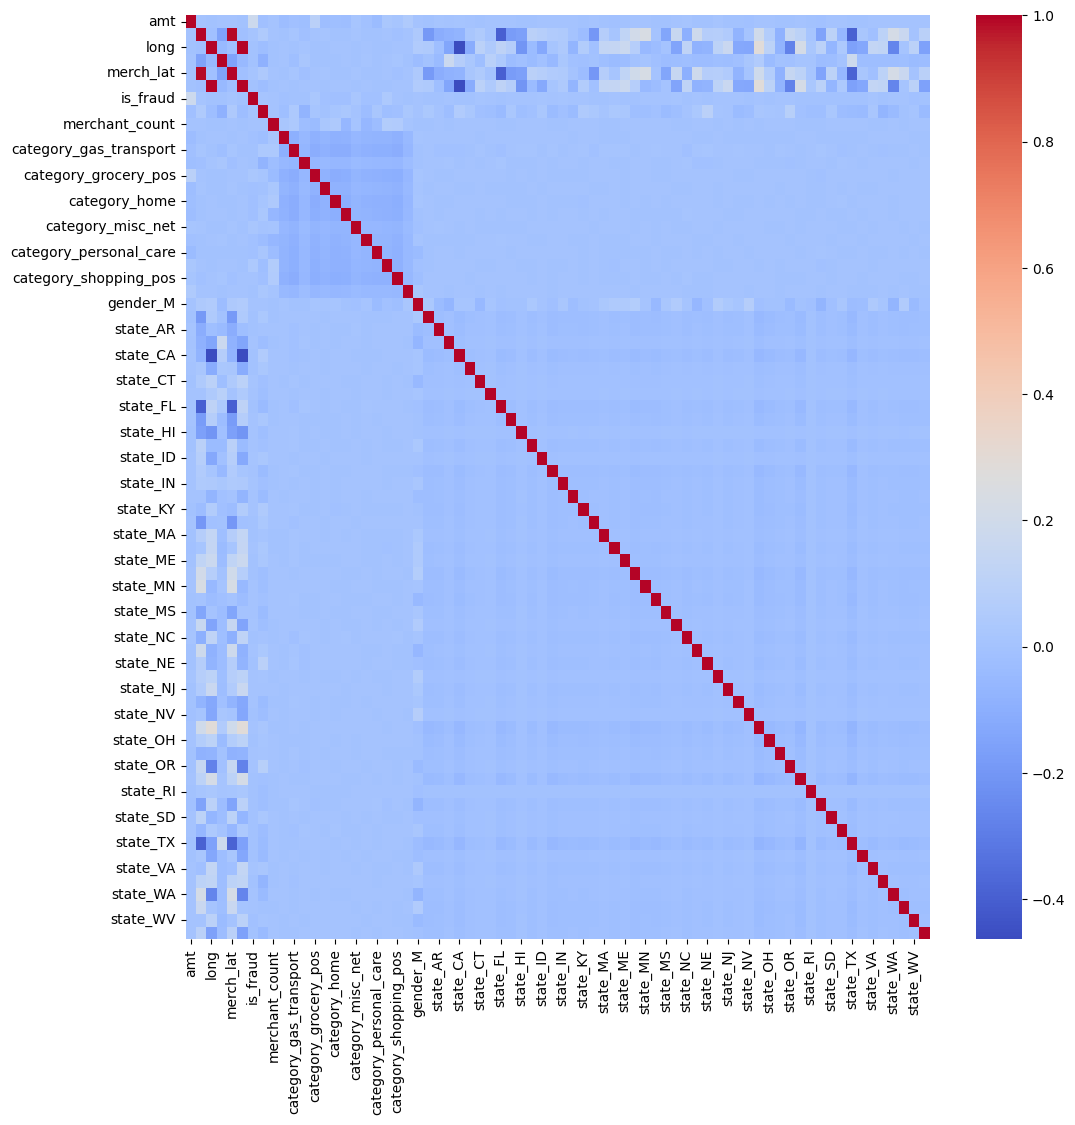 amt
long
merch_lat
is_fraud
merchant_count
category_gas_transport
category_grocery_pos
category_home
category_misc_net
category_personal_care
category_shopping_pos
gender_M
state_AR
state_CA
state_CT
state_FL
state_HI
state_ID
state_IN
state_KY
state_MA
state_ME
state_MN
state_MS
state_NC
state_NE
state_NJ
state_NV
state_OH
state_OR
state_RI
state_SD
state_TX
state_VA
state_WA
state_WV
amt
long
merch_lat
is_fraud
merchant_count
category_gas_transport
category_grocery_pos
category_home
category_misc_net
category_personal_care
category_shopping_pos
gender_M
state_AR
state_CA
state_CT
state_FL
state_HI
state_ID
state_IN
state_KY
state_MA
state_ME
state_MN
state_MS
state_NC
state_NE
state_NJ
state_NV
state_OH
state_OR
state_RI
state_SD
state_TX
state_VA
state_WA
state_WV
1.0
0.8
0.6
0.4
0.2
0.0
−0.2
−0.4